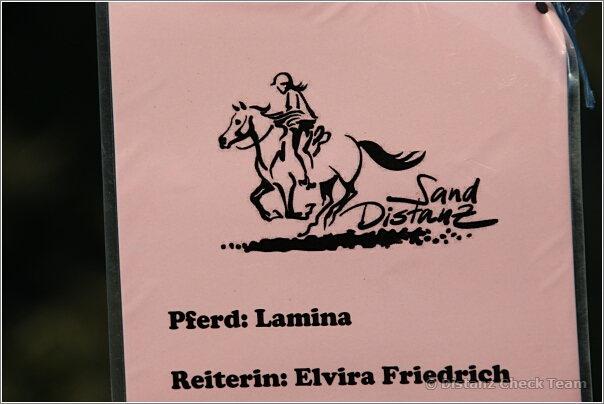 Sand
Distanz
Pferd: Lamina
Reiterin: Elvira Friedrich
© Distanz Check Team